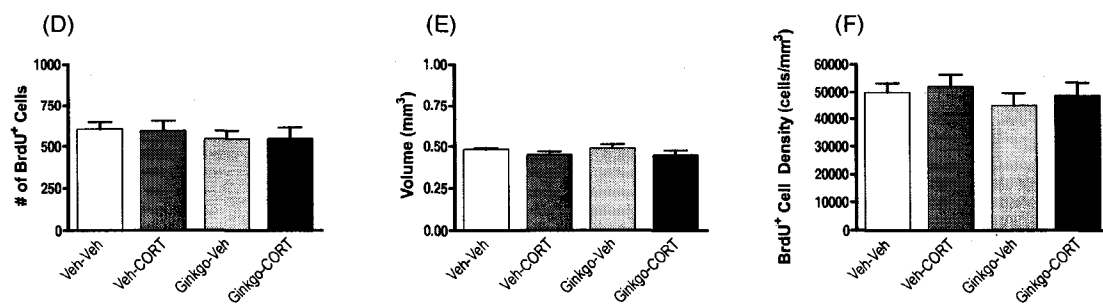 (D)
# of BrdU⁺ Cells
1000
750
500
250
0
Veh-Veh
Veh-CORT
Ginkgo-Veh
Ginkgo-CORT
(E)
Volume (mm³)
1.00
0.75
0.50
0.25
0.00
Veh-Veh
Veh-CORT
Ginkgo-Veh
Ginkgo-CORT
(F)
BrdU⁺ Cell Density (cells/mm³)
60000
50000
40000
30000
20000
10000
0
Veh-Veh
Veh-CORT
Ginkgo-Veh
Ginkgo-CORT